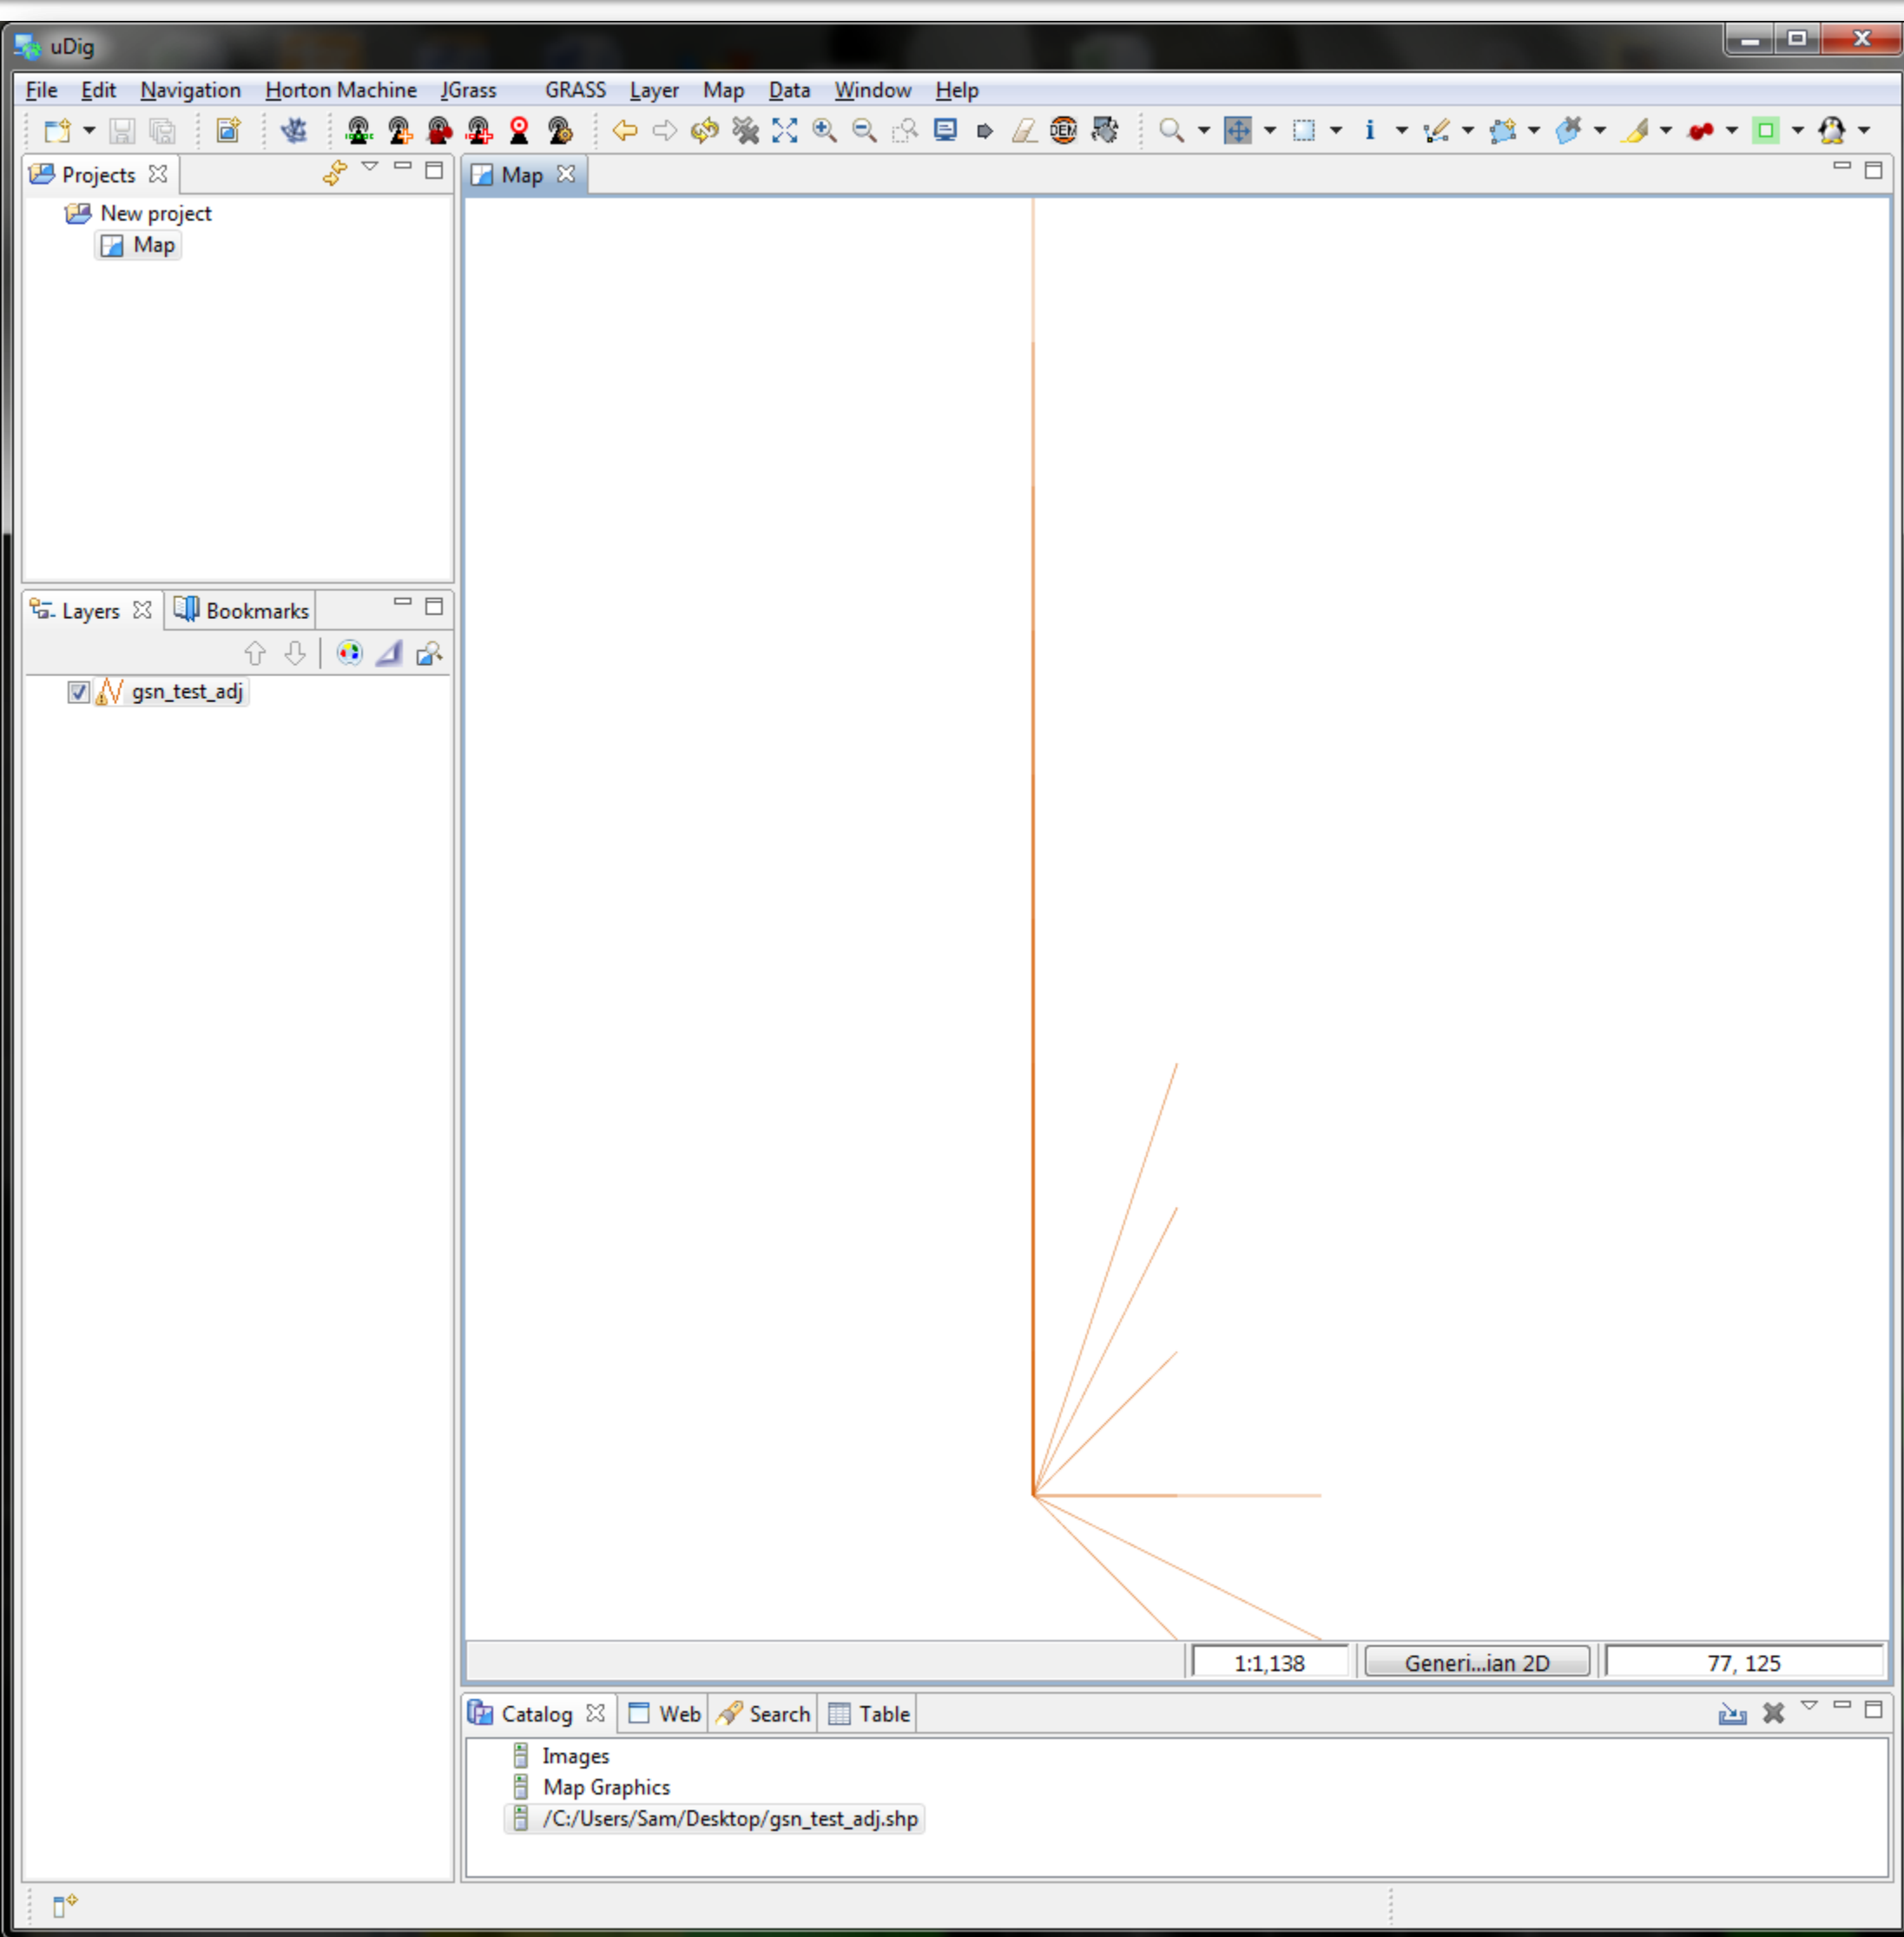 uDig
File Edit Navigation Horton Machine JGrass GRASS Layer Map Data Window Help
DEM
Projects
New project
Map
Map
Layers Bookmarks
gsn_test_adj
1:1,138 Generi...ian 2D 77, 125
Catalog Web Search Table
Images
Map Graphics
/C:/Users/Sam/Desktop/gsn_test_adj.shp